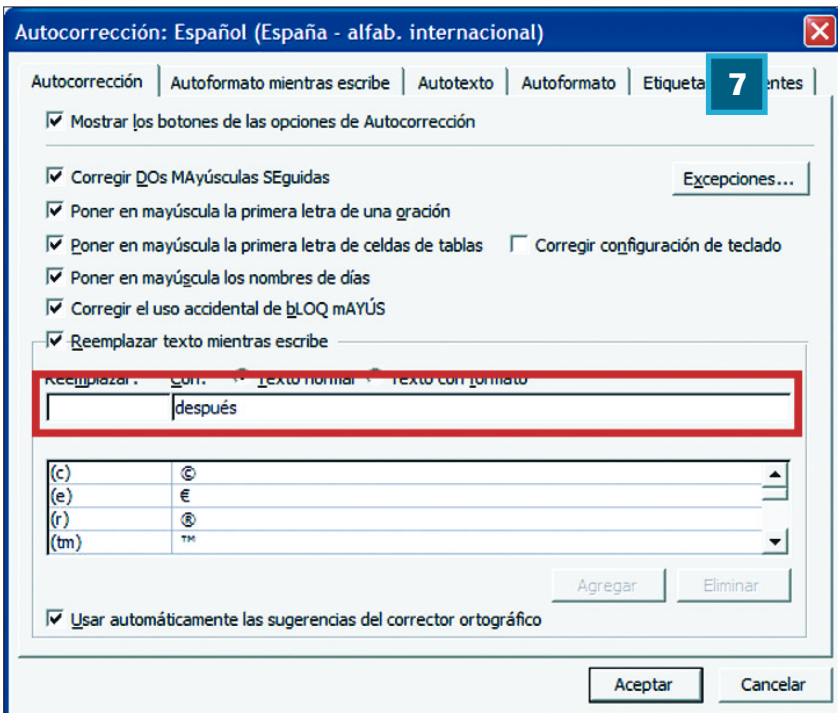 Autocorrección: Español (España - alfab. internacional)
Autocorrección Autoformato mientras escribe Autotexto Autoformato Etiqueta 7 entes
Mostrar los botones de las opciones de Autocorrección
Corregir DOs MAyúsculas SEguidas Excepciones...
Poner en mayúscula la primera letra de una oración
Poner en mayúscula la primera letra de celdas de tablas Corregir configuración de teclado
Poner en mayúscula los nombres de días
Corregir el uso accidental de bLOQ mAYÚS
Reemplazar texto mientras escribe
Reemplazar: Con: Texto normal Texto con formato
después
(c) ©
(e) €
(r) ®
(tm) ™
Agregar Eliminar
Usar automáticamente las sugerencias del corrector ortográfico
Aceptar Cancelar